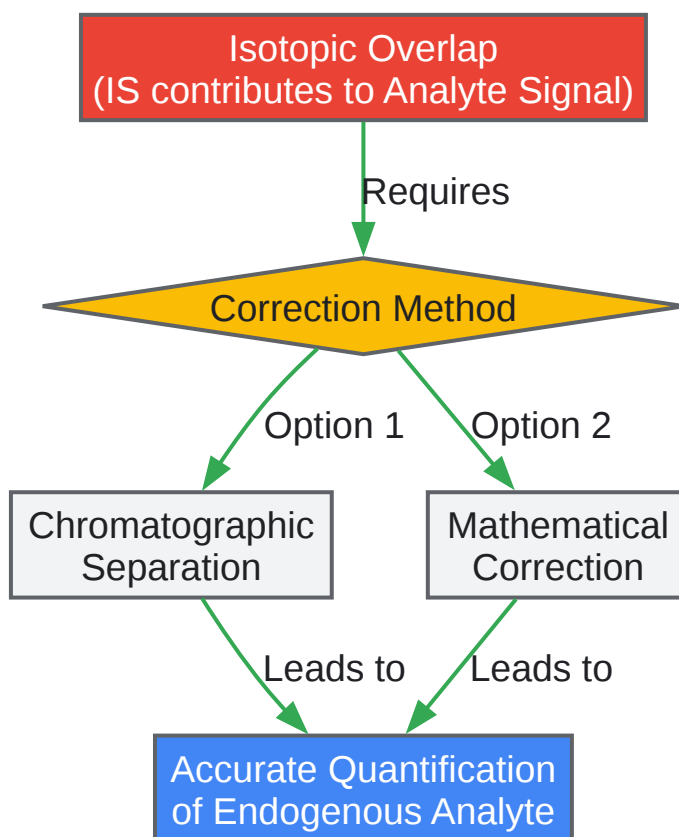 Isotopic Overlap
(IS contributes to Analyte Signal)
Requires
Correction Method
Option 1
Option 2
Chromatographic
Separation
Mathematical
Correction
Leads to
Leads to
Accurate Quantification
of Endogenous Analyte